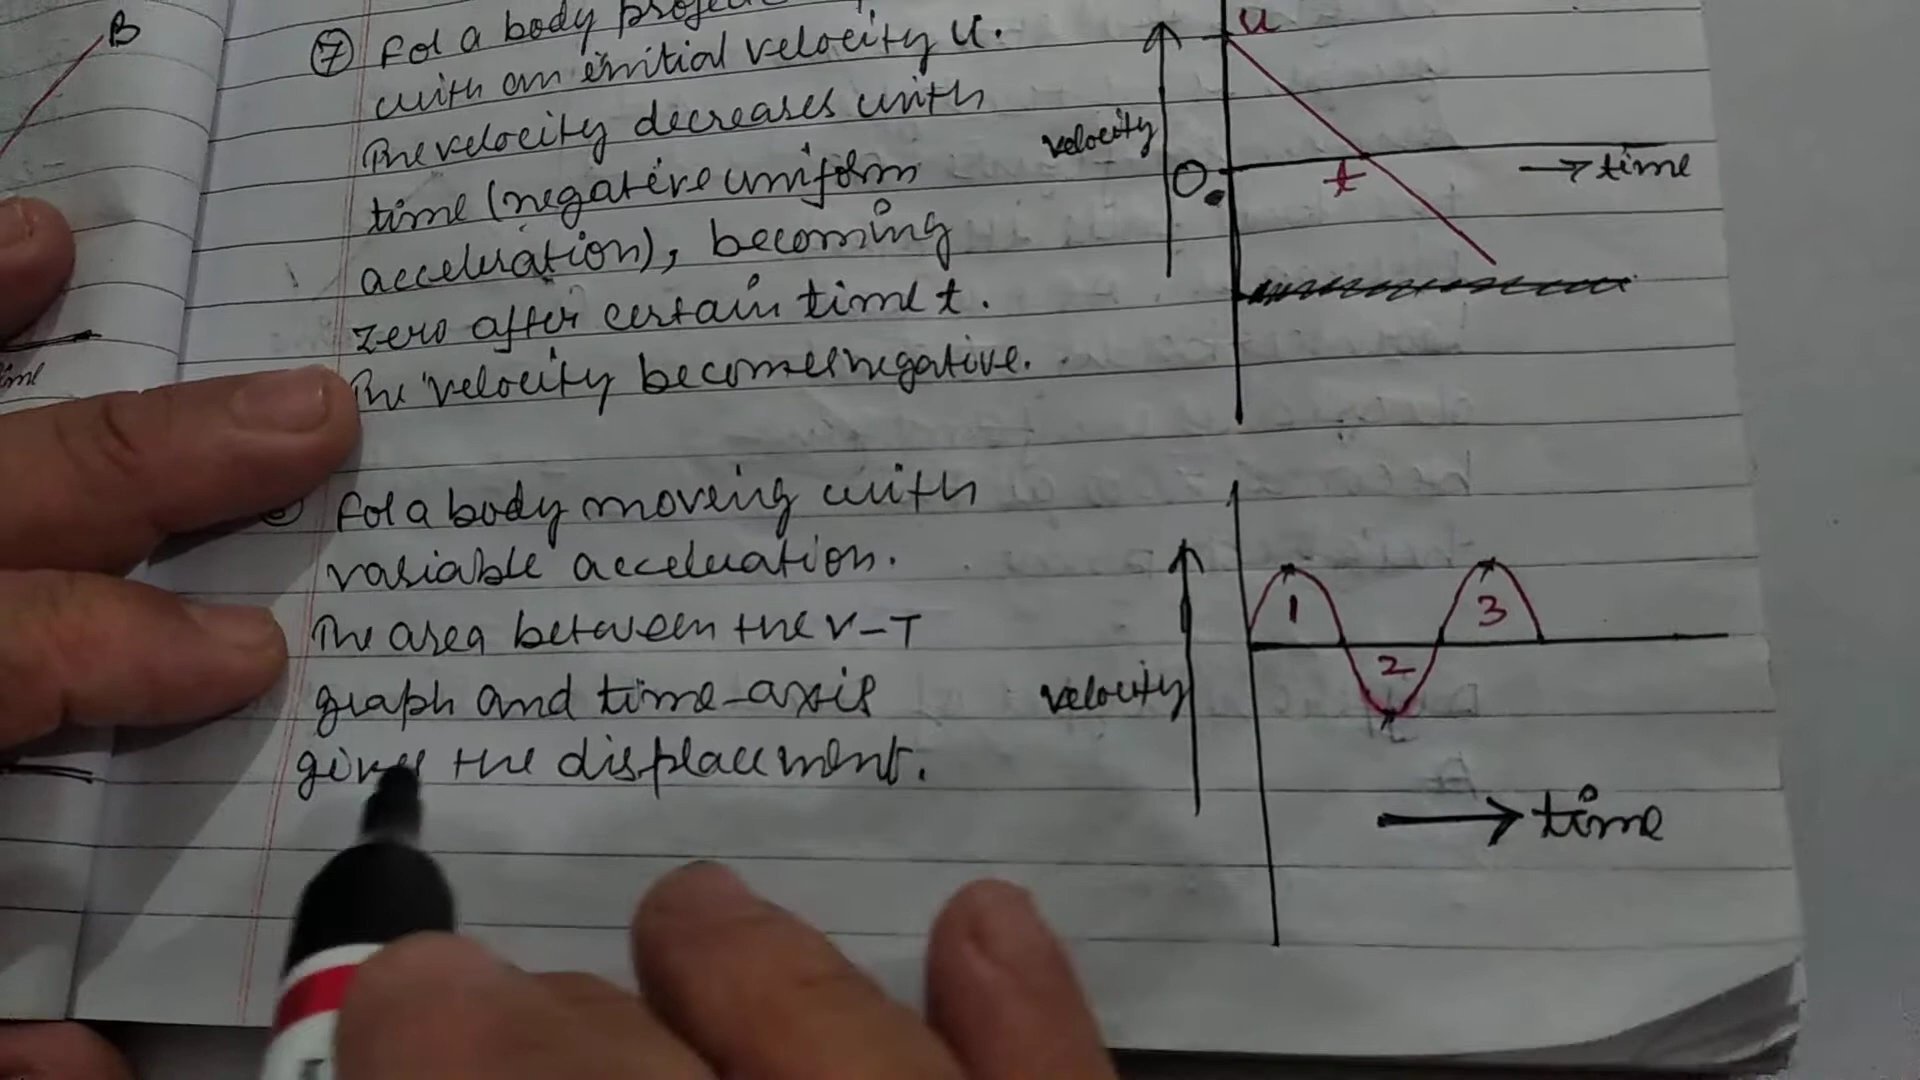 B
7 For a body
with an initial velocity u.
The velocity decreases with
time (negative uniform
acceleration), becoming
zero after certain time t.
The velocity becomes negative.
u
velocity
O
t
→ time
For a body moveing with
variable acceleration.
The area between the V-T
graph and time-axis
gives the displacement.
1
2
3
velocity
→ time